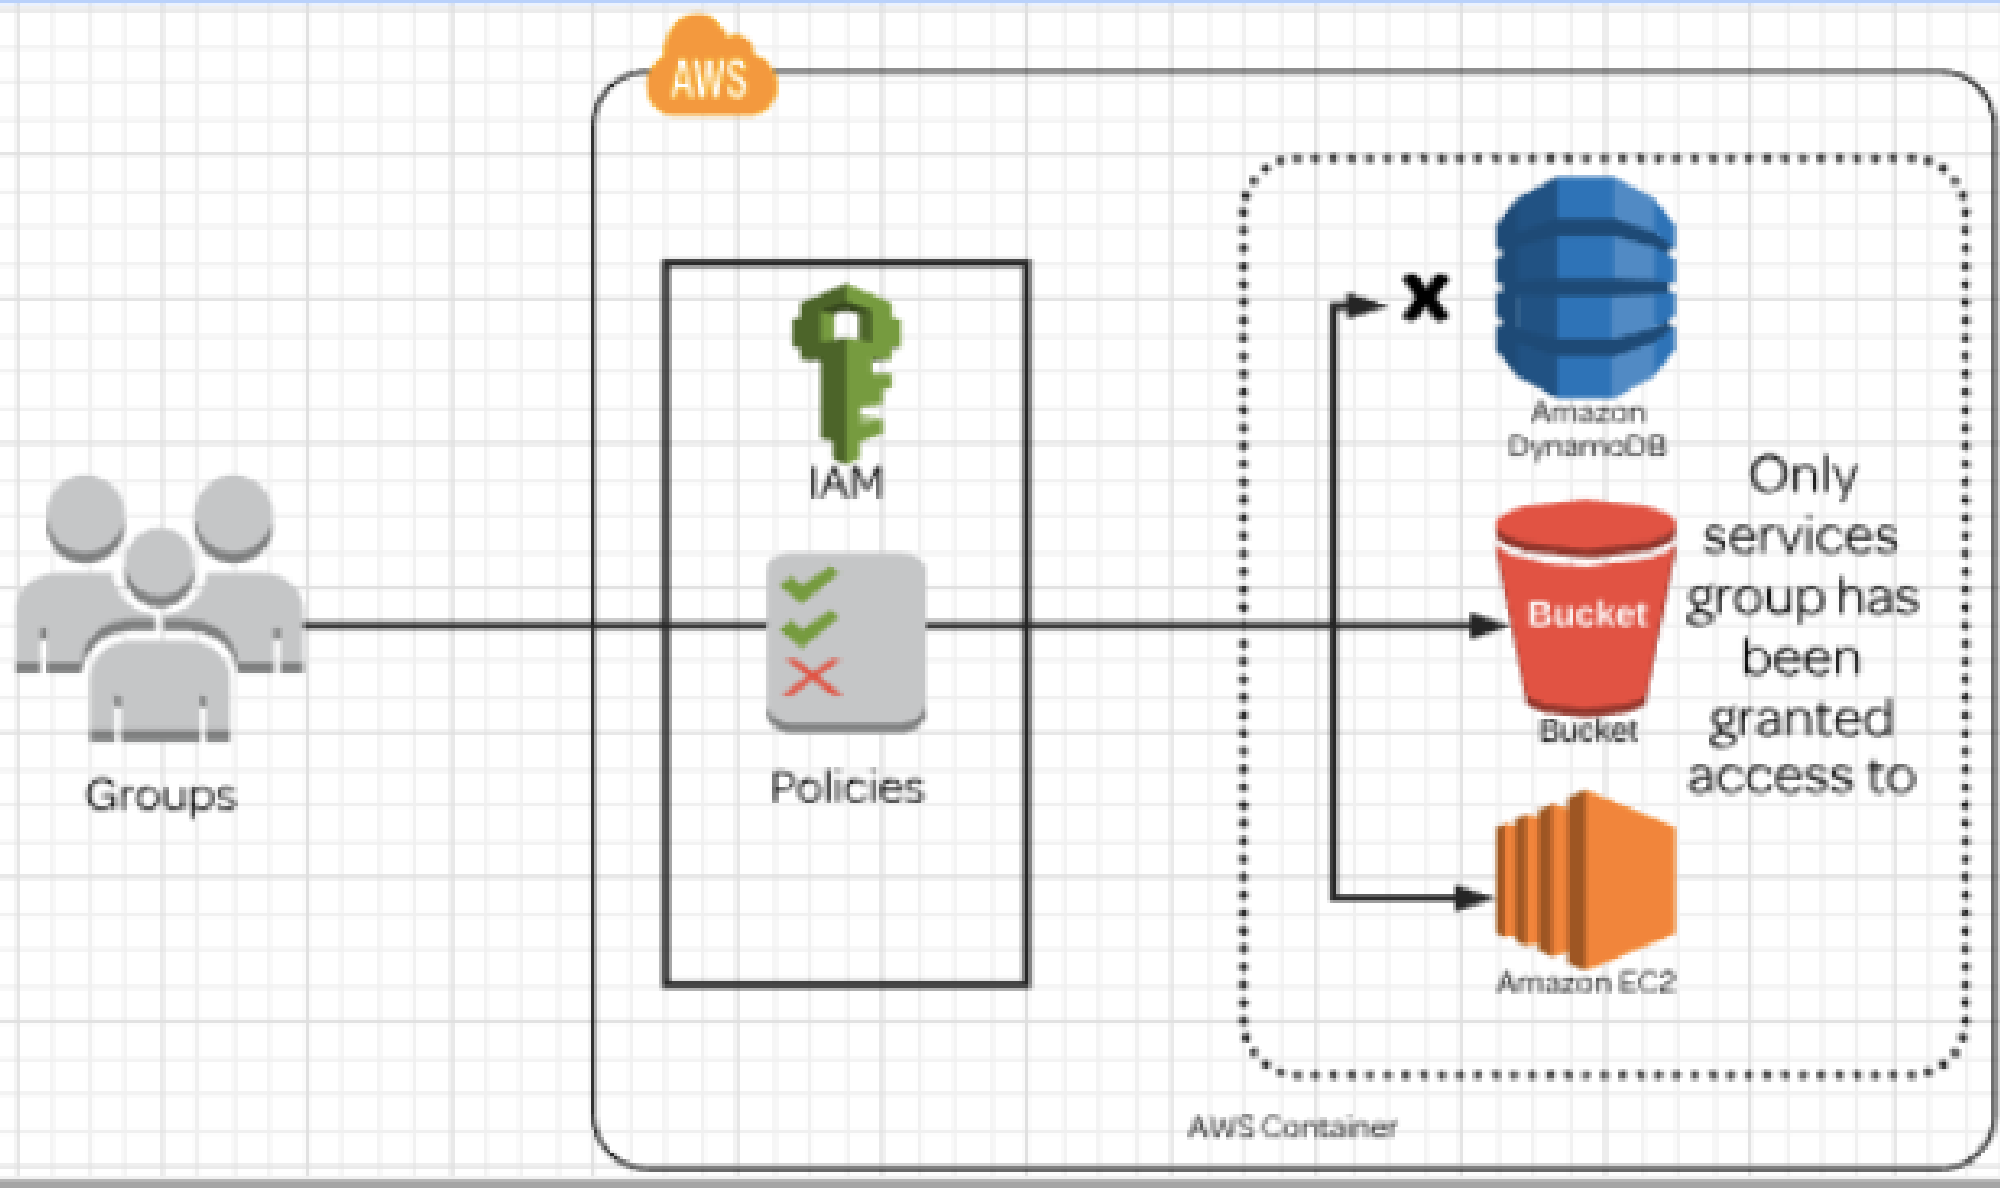 AWS
IAM
Policies
Groups
Amazon
DynamoDB
Bucket
Bucket
Amazon EC2
Only
services
group has
been
granted
access to
AWS Container